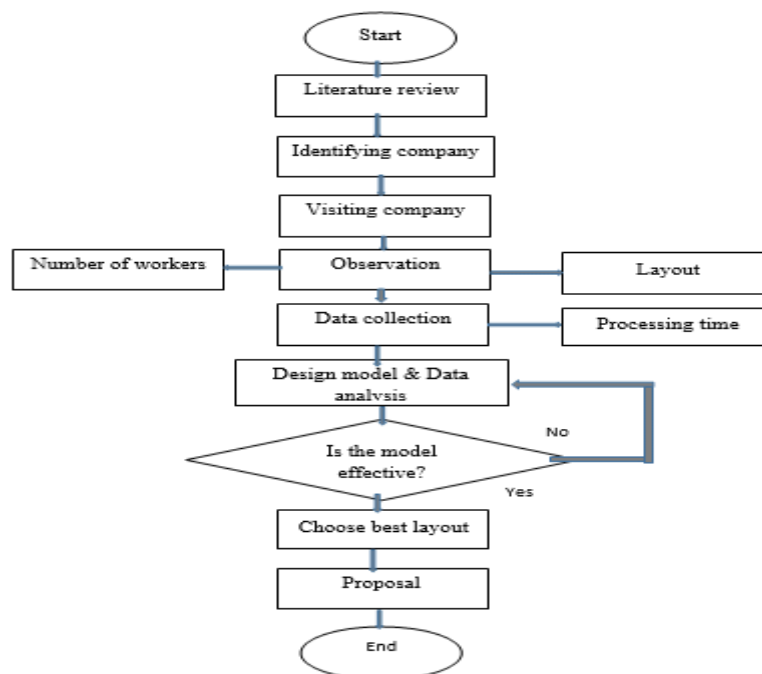 Start
Literature review
Identifying company
Visiting company
Number of workers
Observation
Layout
Data collection
Processing time
Design model & Data
analysis
No
Is the model
effective?
Yes
Choose best layout
Proposal
End